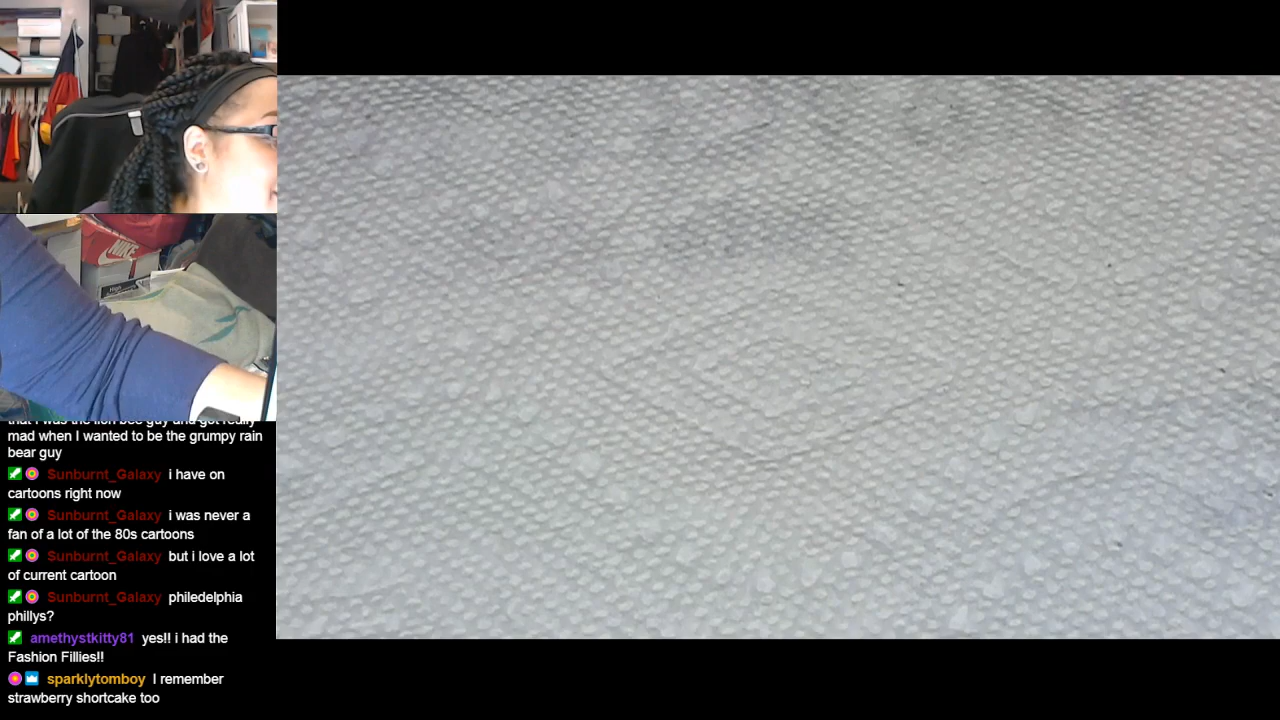 NIKE
that i was the lion bee guy and got really
mad when I wanted to be the grumpy rain
bear guy
Sunburnt_Galaxy i have on
cartoons right now
Sunburnt_Galaxy i was never a
fan of a lot of the 80s cartoons
Sunburnt_Galaxy but i love a lot
of current cartoon
Sunburnt_Galaxy philedelphia
phillys?
amethystkitty81 yes!! i had the
Fashion Fillies!!
sparklytomboy I remember
strawberry shortcake too